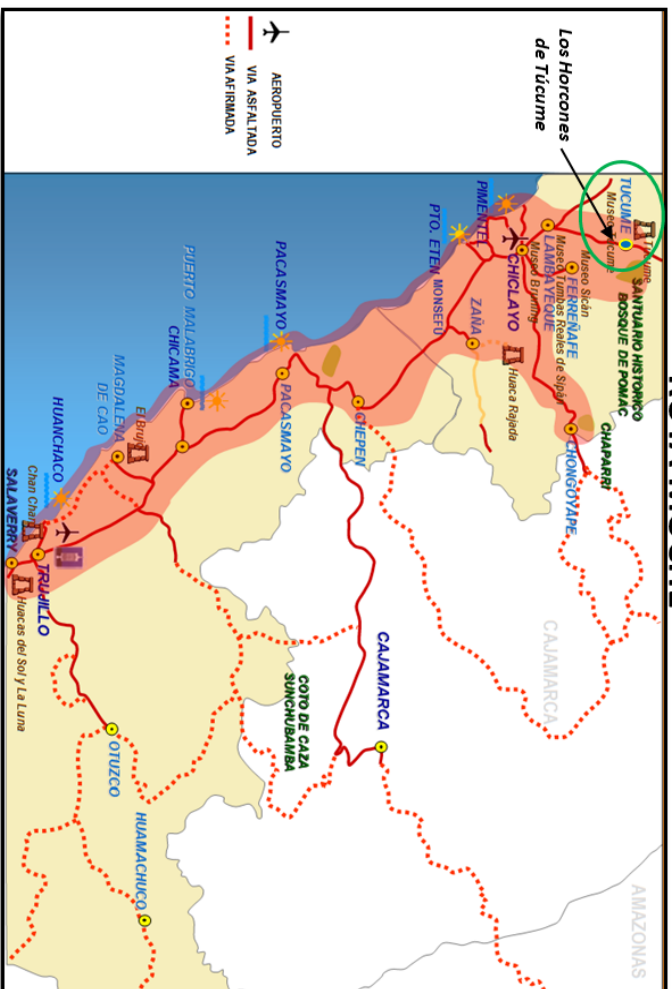 Los Horcones
de Túcume
AEROPUERTO
VIA ASFALTADA
VIA AFIRMADA
TUCUME
Túcume
Museo Túcume
SANTUARIO HISTORICO
BOSQUE DE POMAC
Museo Sicán
FERREÑAFE
Museo Tumbas Reales de Sipán
LAMBAYEQUE
Museo Bruning
PIMENTEL
CHICLAYO
PTO. ETEN
MONSEFU
ZAÑA
Huaca Rajada
CHAPARRI
CHONGOYAPE
CHEPEN
PACASMAYO
PACASMAYO
PUERTO MALABRIGO
CHICAMA
MAGDALENA
DE CAO
El Brujo
HUANCHACO
Chan Chan
SALAVERRY
TRUJILLO
Huacas del Sol y La Luna
CAJAMARCA
CAJAMARCA
COTO DE CAZA
SUNCHUBAMBA
OTUZCO
HUAMACHUCO
AMAZONAS